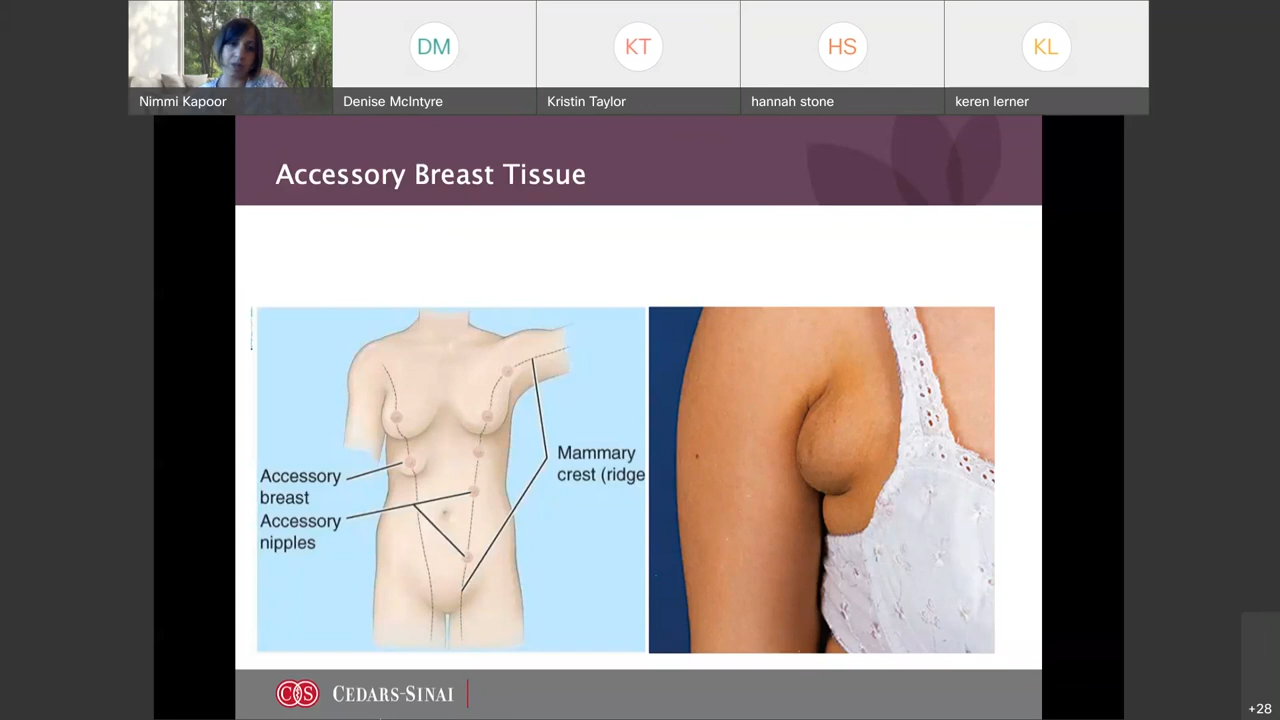 DM
KT
HS
KL
Nimmi Kapoor
Denise McIntyre
Kristin Taylor
hannah stone
keren lerner
Accessory Breast Tissue
Accessory
breast
Accessory
nipples
Mammary
crest (ridge
CS
CEDARS-SINAI
+28